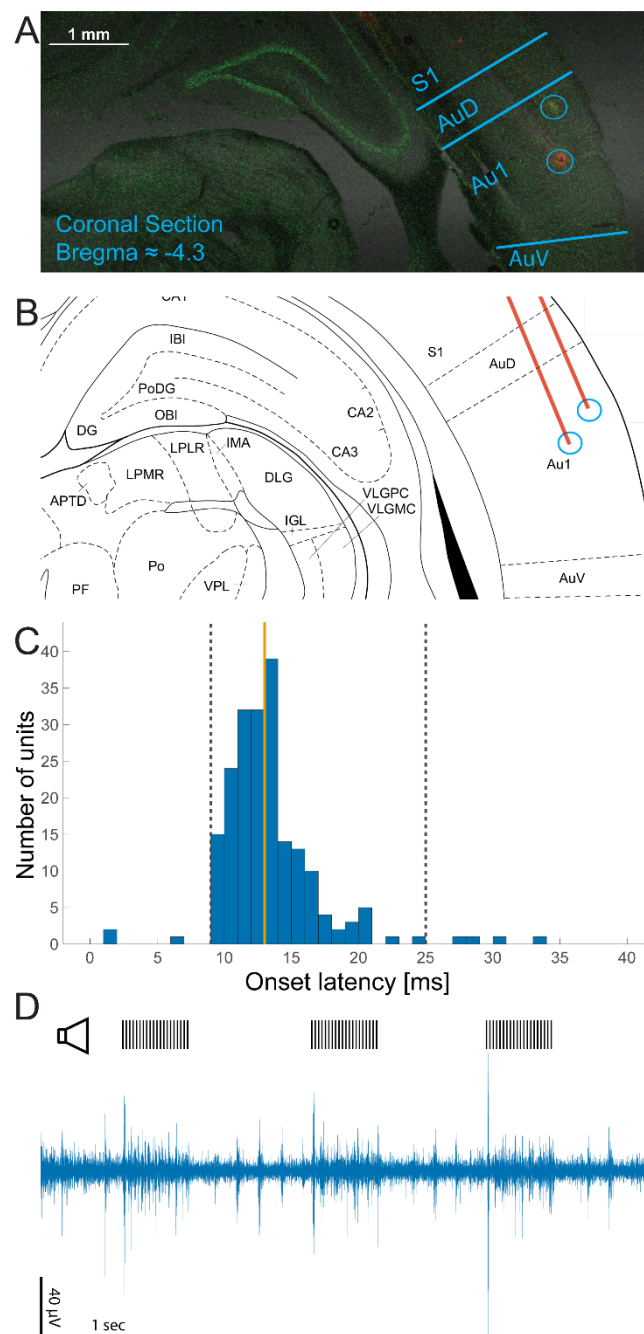 A
1 mm
S1
AuD
Au1
AuV
Coronal Section
Bregma ≈ -4.3
B
CA1
IBl
S1
AuD
PoDG
CA2
OBl
DG
LPLR
IMA
CA3
LPMR
DLG
Au1
APTD
VLGPC
VLGMC
IGL
Po
AuV
PF
VPL
C
40
35
30
25
20
15
10
5
0
Number of units
0 5 10 15 20 25 30 35 40
Onset latency [ms]
D
40 µV
1 sec